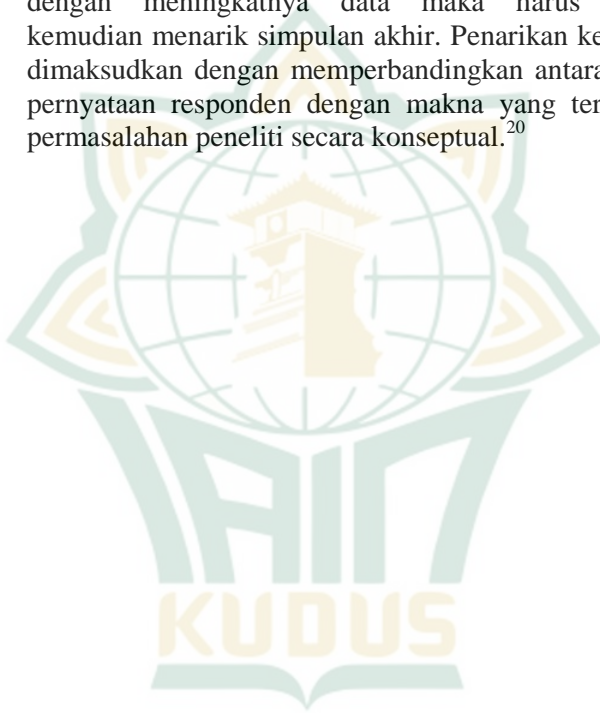 dengan meningkatnya data maka harus
kemudian menarik simpulan akhir. Penarikan ke
dimaksudkan dengan memperbandingkan antara
pernyataan responden dengan makna yang ter
permasalahan peneliti secara konseptual.20
IAIN
KUDUS